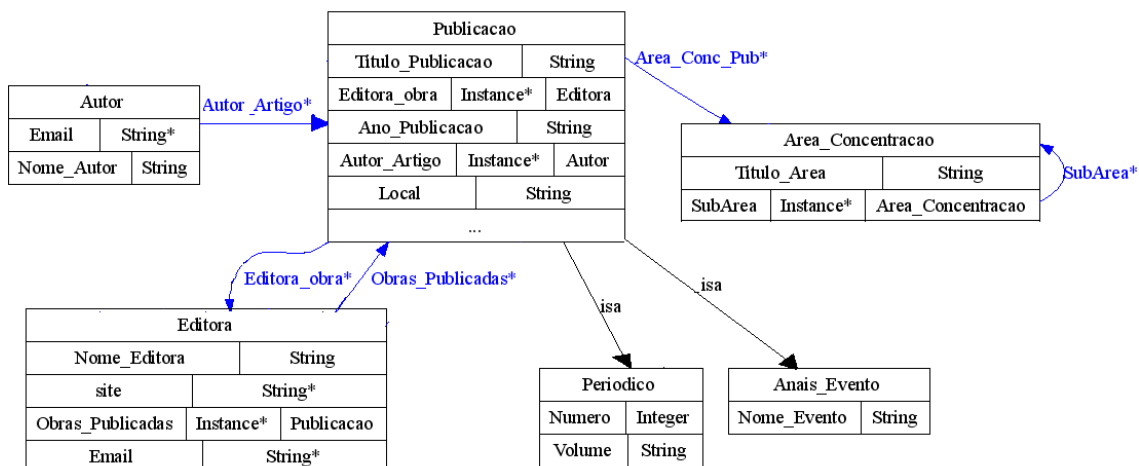 Publicacao
Titulo_Publicacao String
Editora_obra Instance* Editora
Ano_Publicacao String
Autor_Artigo Instance* Autor
Local String
...
Autor
Email String*
Nome_Autor String
Autor_Artigo*
Area_Conc_Pub*
Area_Concentracao
Titulo_Area String
SubArea Instance* Area_Concentracao
SubArea*
Editora_obra*
Obras_Publicadas*
isa
isa
Editora
Nome_Editora String
site String*
Obras_Publicadas Instance* Publicacao
Email String*
Periodico
Numero Integer
Volume String
Anais_Evento
Nome_Evento String